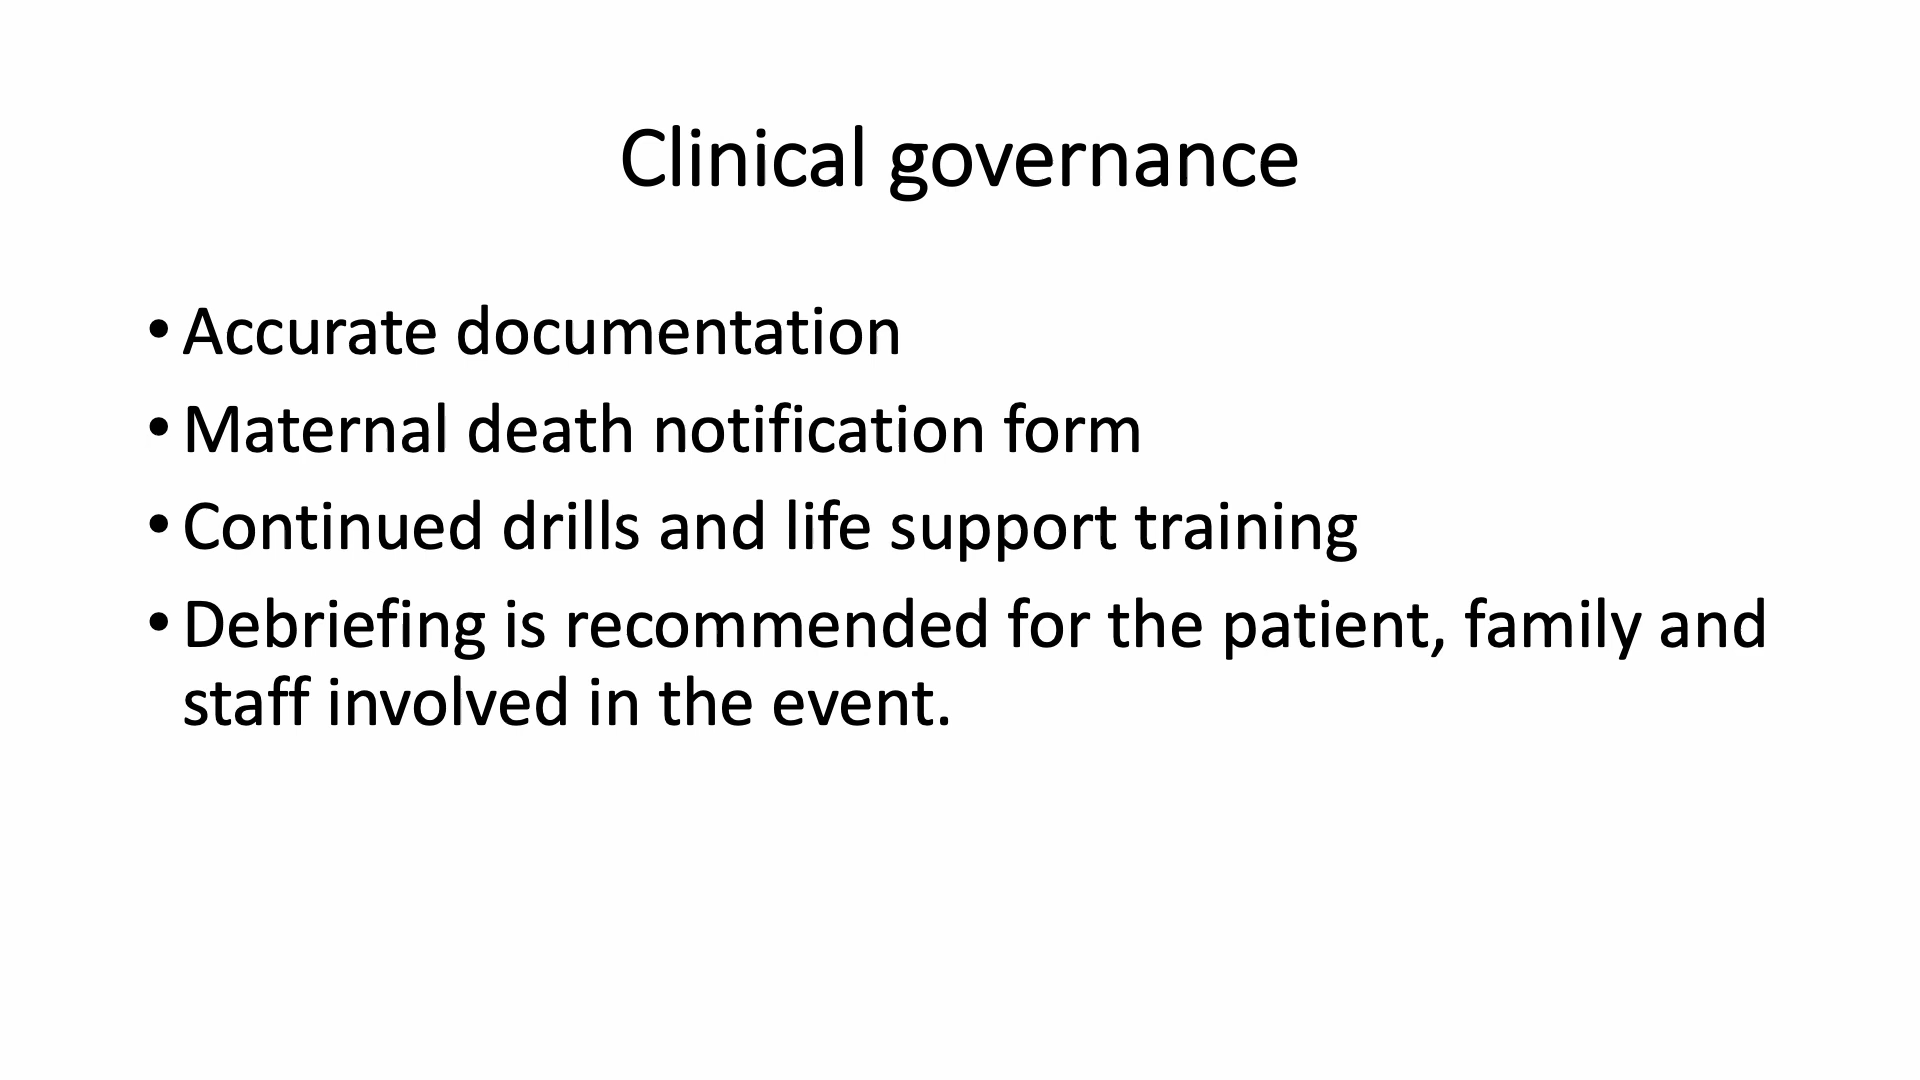 Clinical governance
• Accurate documentation
• Maternal death notification form
• Continued drills and life support training
• Debriefing is recommended for the patient, family and
staff involved in the event.